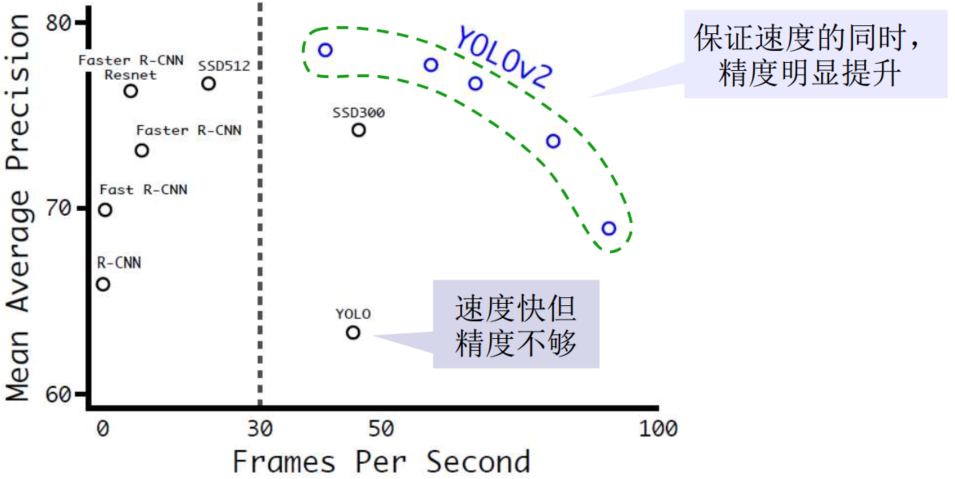 80
70
60
Mean Average Precision
Faster R-CNN
Resnet
SSD512
Faster R-CNN
Fast R-CNN
R-CNN
SSD300
YOLO
YOLOv2
保证速度的同时，
精度明显提升
速度快但
精度不够
0 30 50 100
Frames Per Second